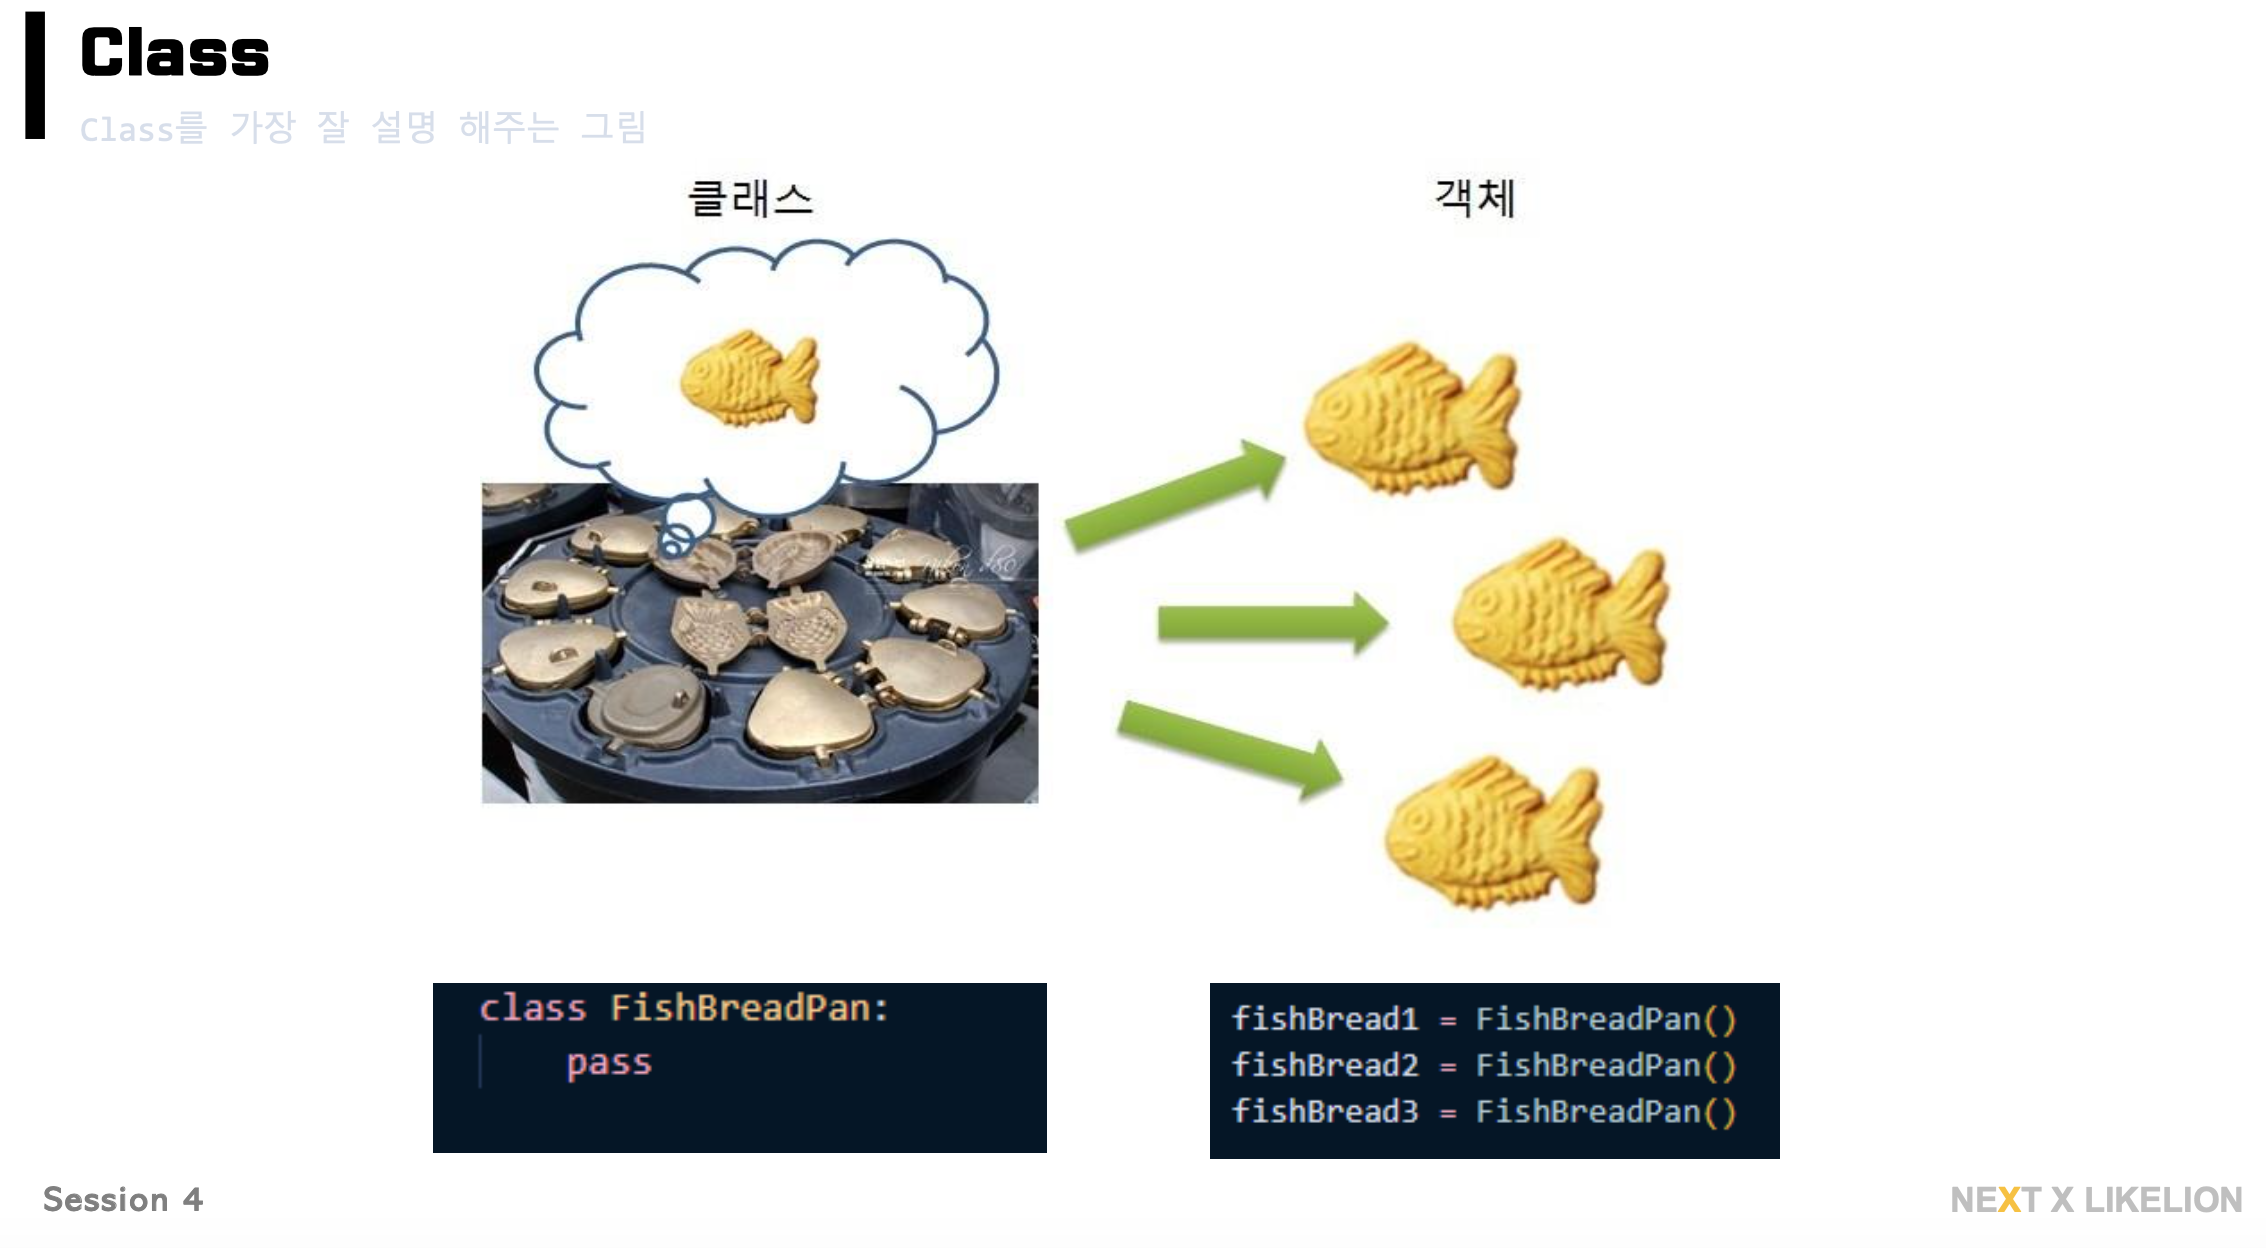 Class
Class를 가장 잘 설명 해주는 그림
클래스
객체
class FishBreadPan:
pass
fishBread1 = FishBreadPan()
fishBread2 = FishBreadPan()
fishBread3 = FishBreadPan()
Session 4
NEXT X LIKELION